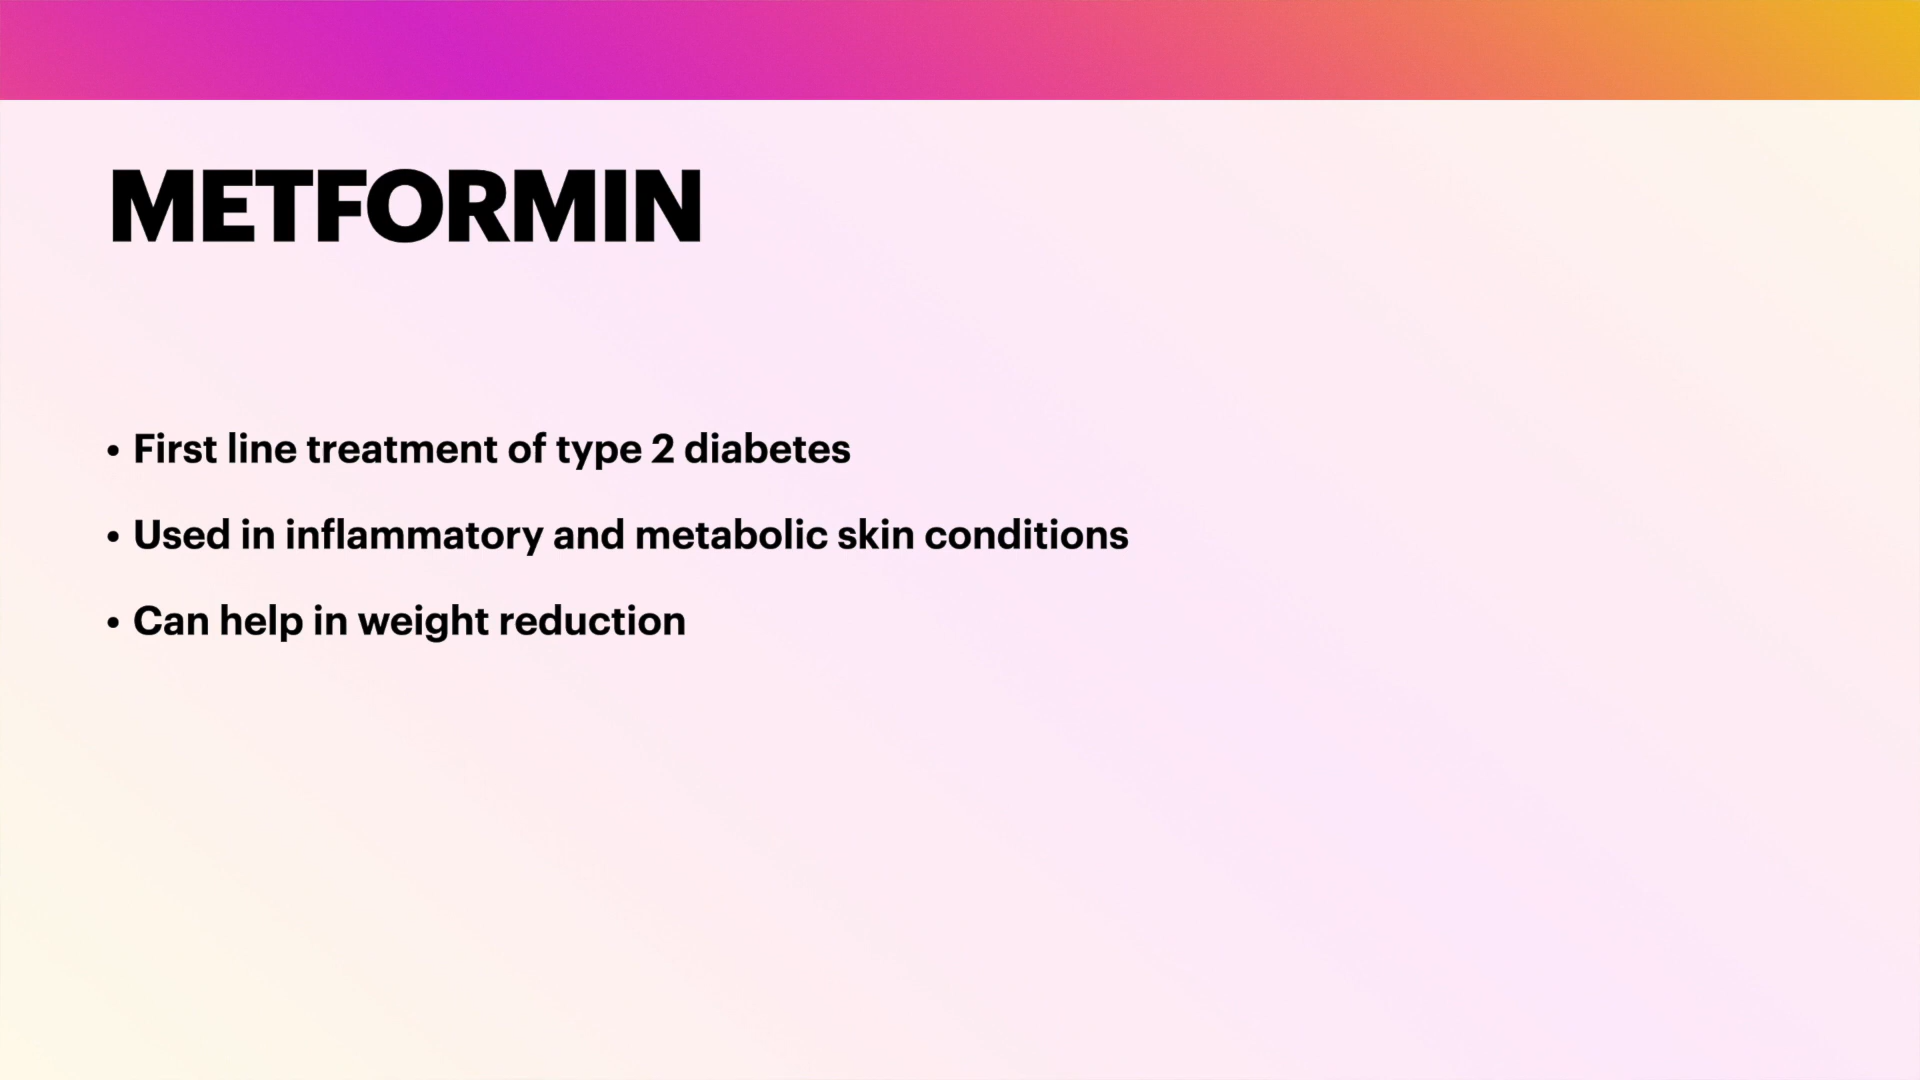 METFORMIN
• First line treatment of type 2 diabetes
• Used in inflammatory and metabolic skin conditions
• Can help in weight reduction